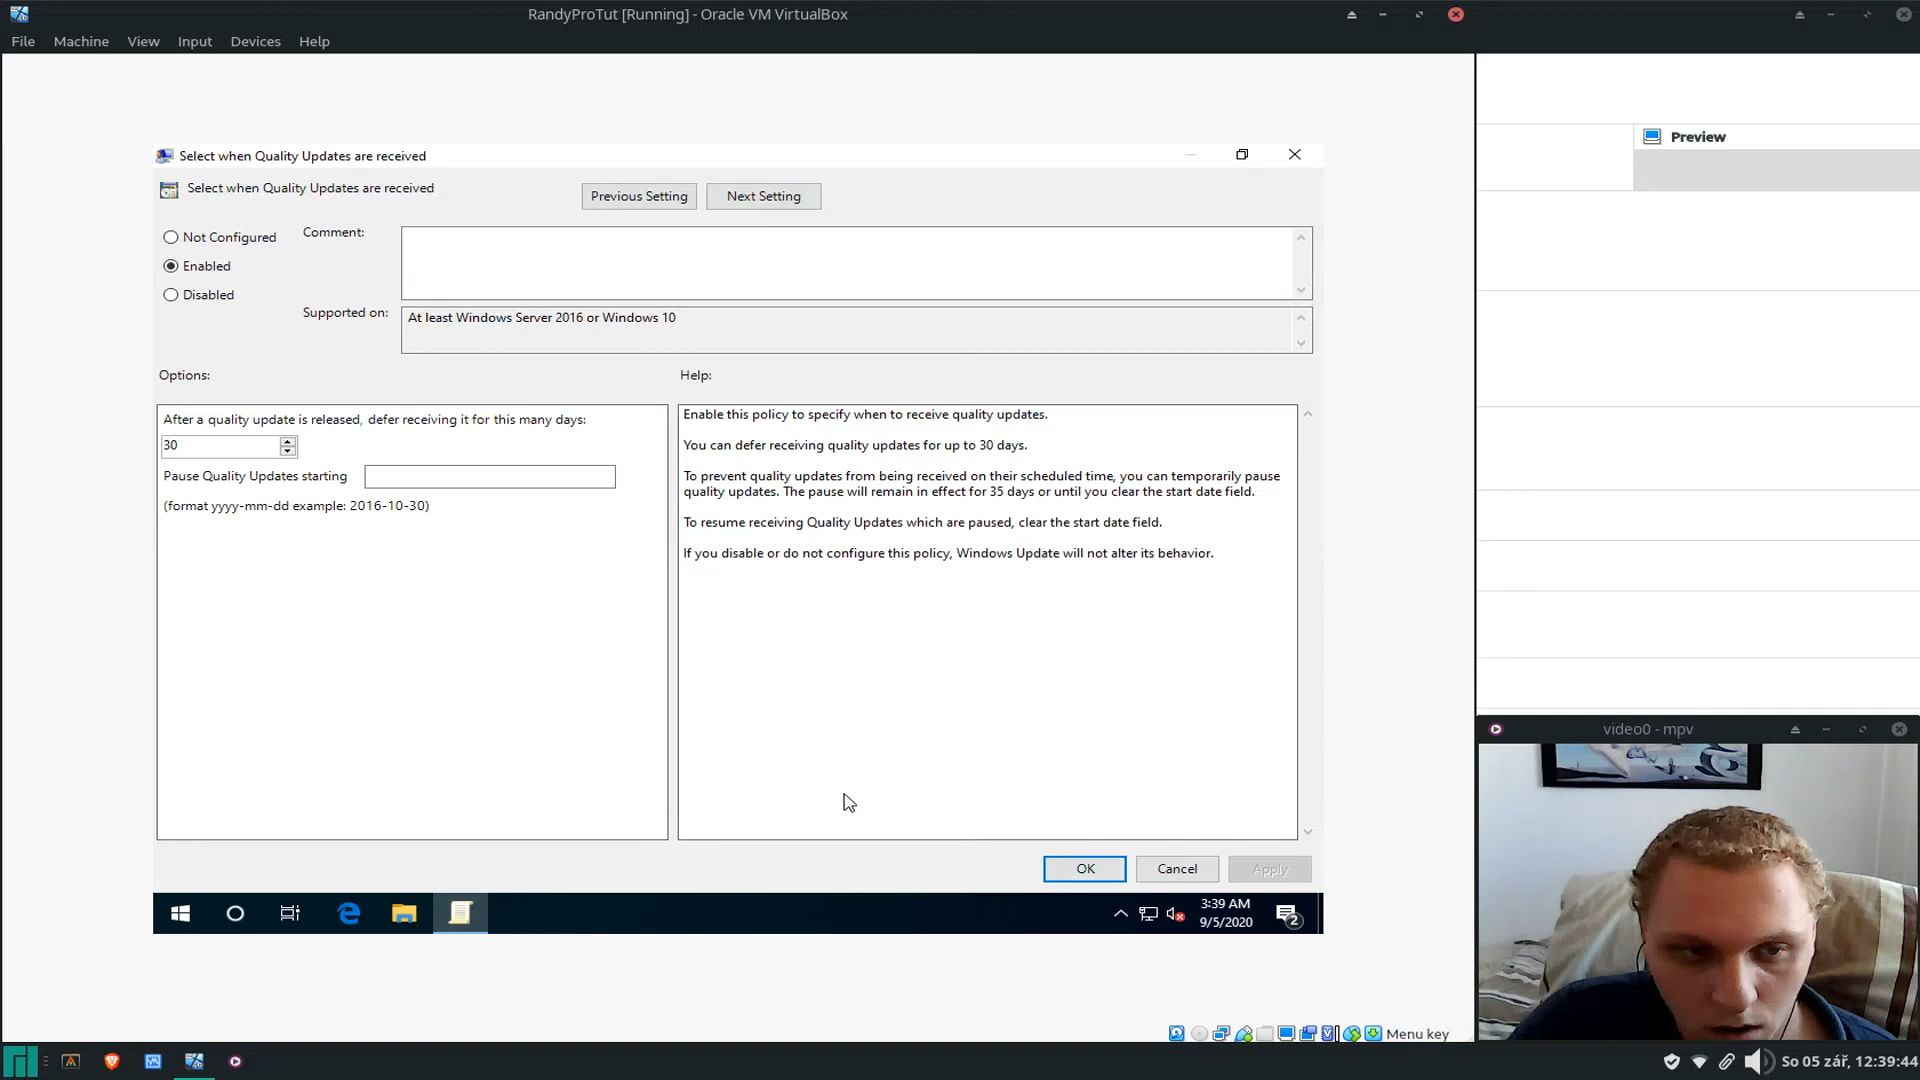 RandyProTut [Running] - Oracle VM VirtualBox
File Machine View Input Devices Help
Preview
Select when Quality Updates are received
Select when Quality Updates are received
Previous Setting Next Setting
Not Configured
Enabled
Disabled
Comment:
Supported on:
At least Windows Server 2016 or Windows 10
Options:
Help:
After a quality update is released, defer receiving it for this many days:
30
Pause Quality Updates starting
(format yyyy-mm-dd example: 2016-10-30)
Enable this policy to specify when to receive quality updates.
You can defer receiving quality updates for up to 30 days.
To prevent quality updates from being received on their scheduled time, you can temporarily pause
quality updates. The pause will remain in effect for 35 days or until you clear the start date field.
To resume receiving Quality Updates which are paused, clear the start date field.
If you disable or do not configure this policy, Windows Update will not alter its behavior.
OK Cancel Apply
3:39 AM
9/5/2020
2
video0 - mpv
Menu key
So 05 zář, 12:39:44